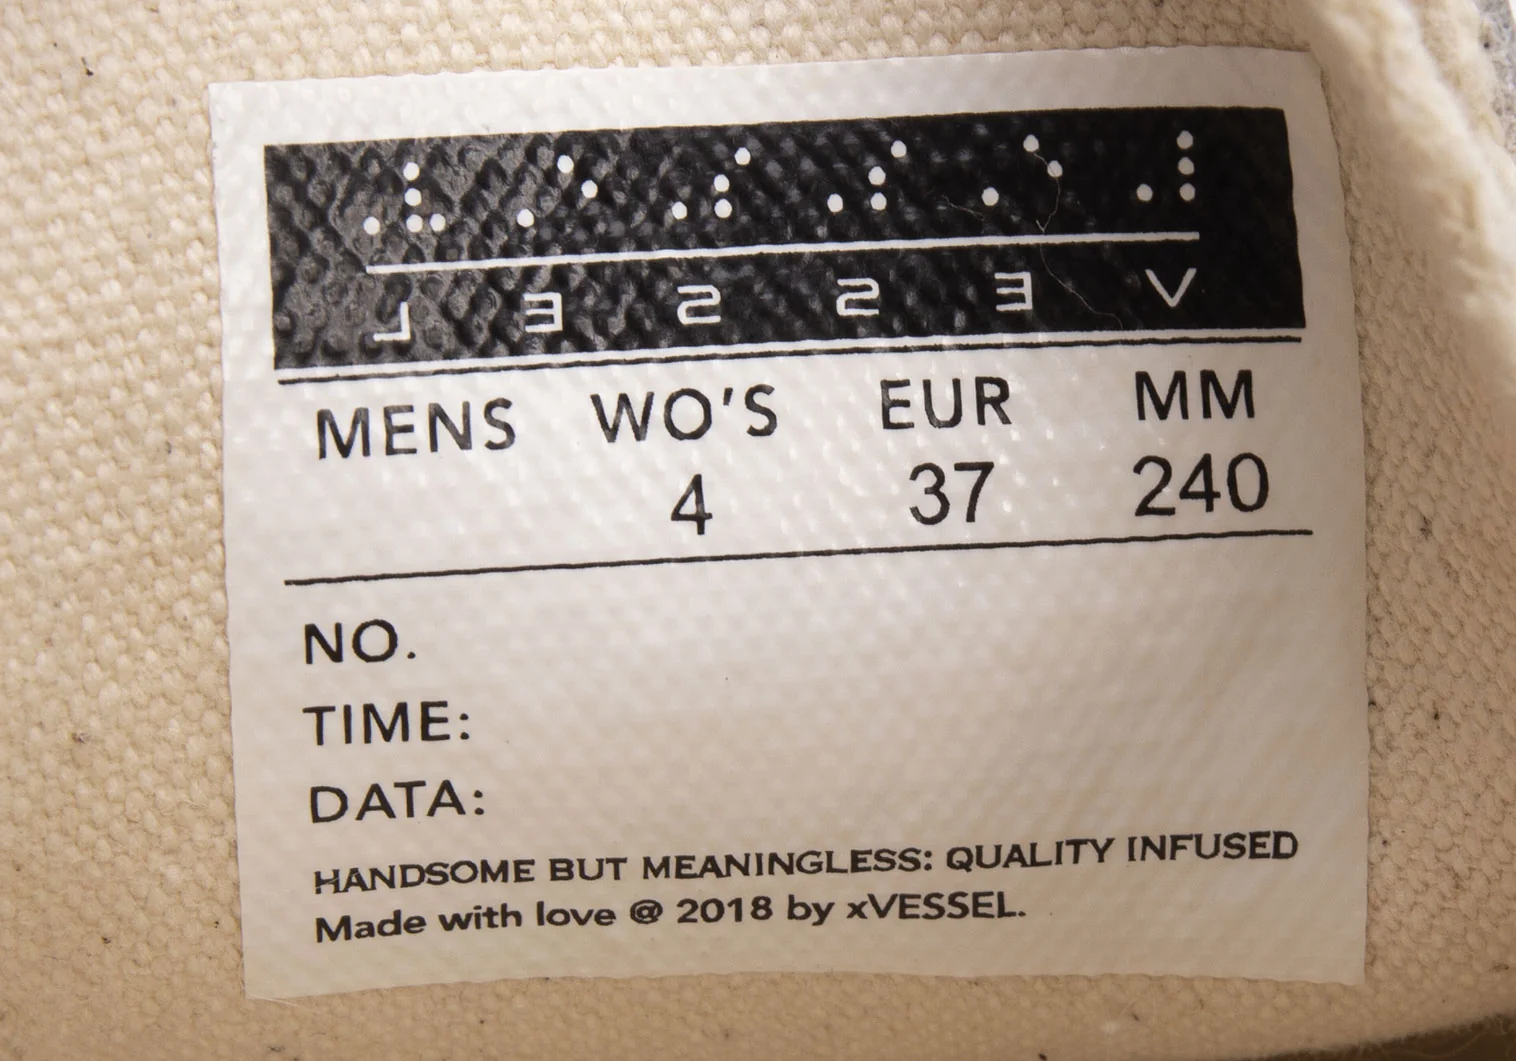 VESSEL
MENS WO'S EUR MM
4 37 240
NO.
TIME:
DATA:
HANDSOME BUT MEANINGLESS: QUALITY INFUSED
Made with love @ 2018 by xVESSEL.